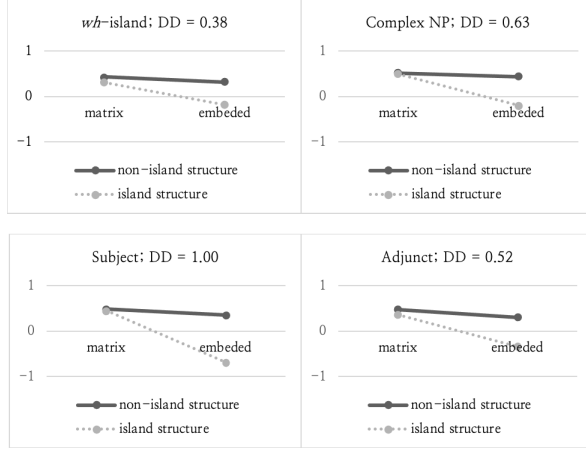 wh-island; DD = 0.38
1
0
-1
matrix
embeded
non-island structure
island structure
Complex NP; DD = 0.63
1
0
-1
matrix
embeded
non-island structure
island structure
Subject; DD = 1.00
1
0
-1
matrix
embeded
non-island structure
island structure
Adjunct; DD = 0.52
1
0
-1
matrix
embeded
non-island structure
island structure